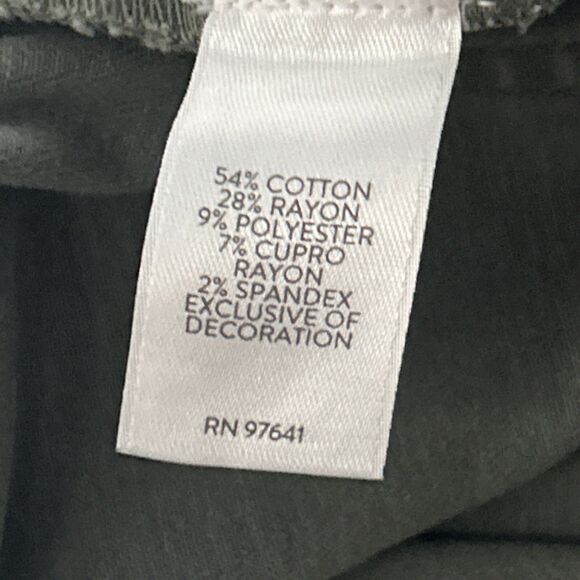 54% COTTON
28% RAYON
9% POLYESTER
7% CUPRO
RAYON
2% SPANDEX
EXCLUSIVE OF
DECORATION
RN 97641